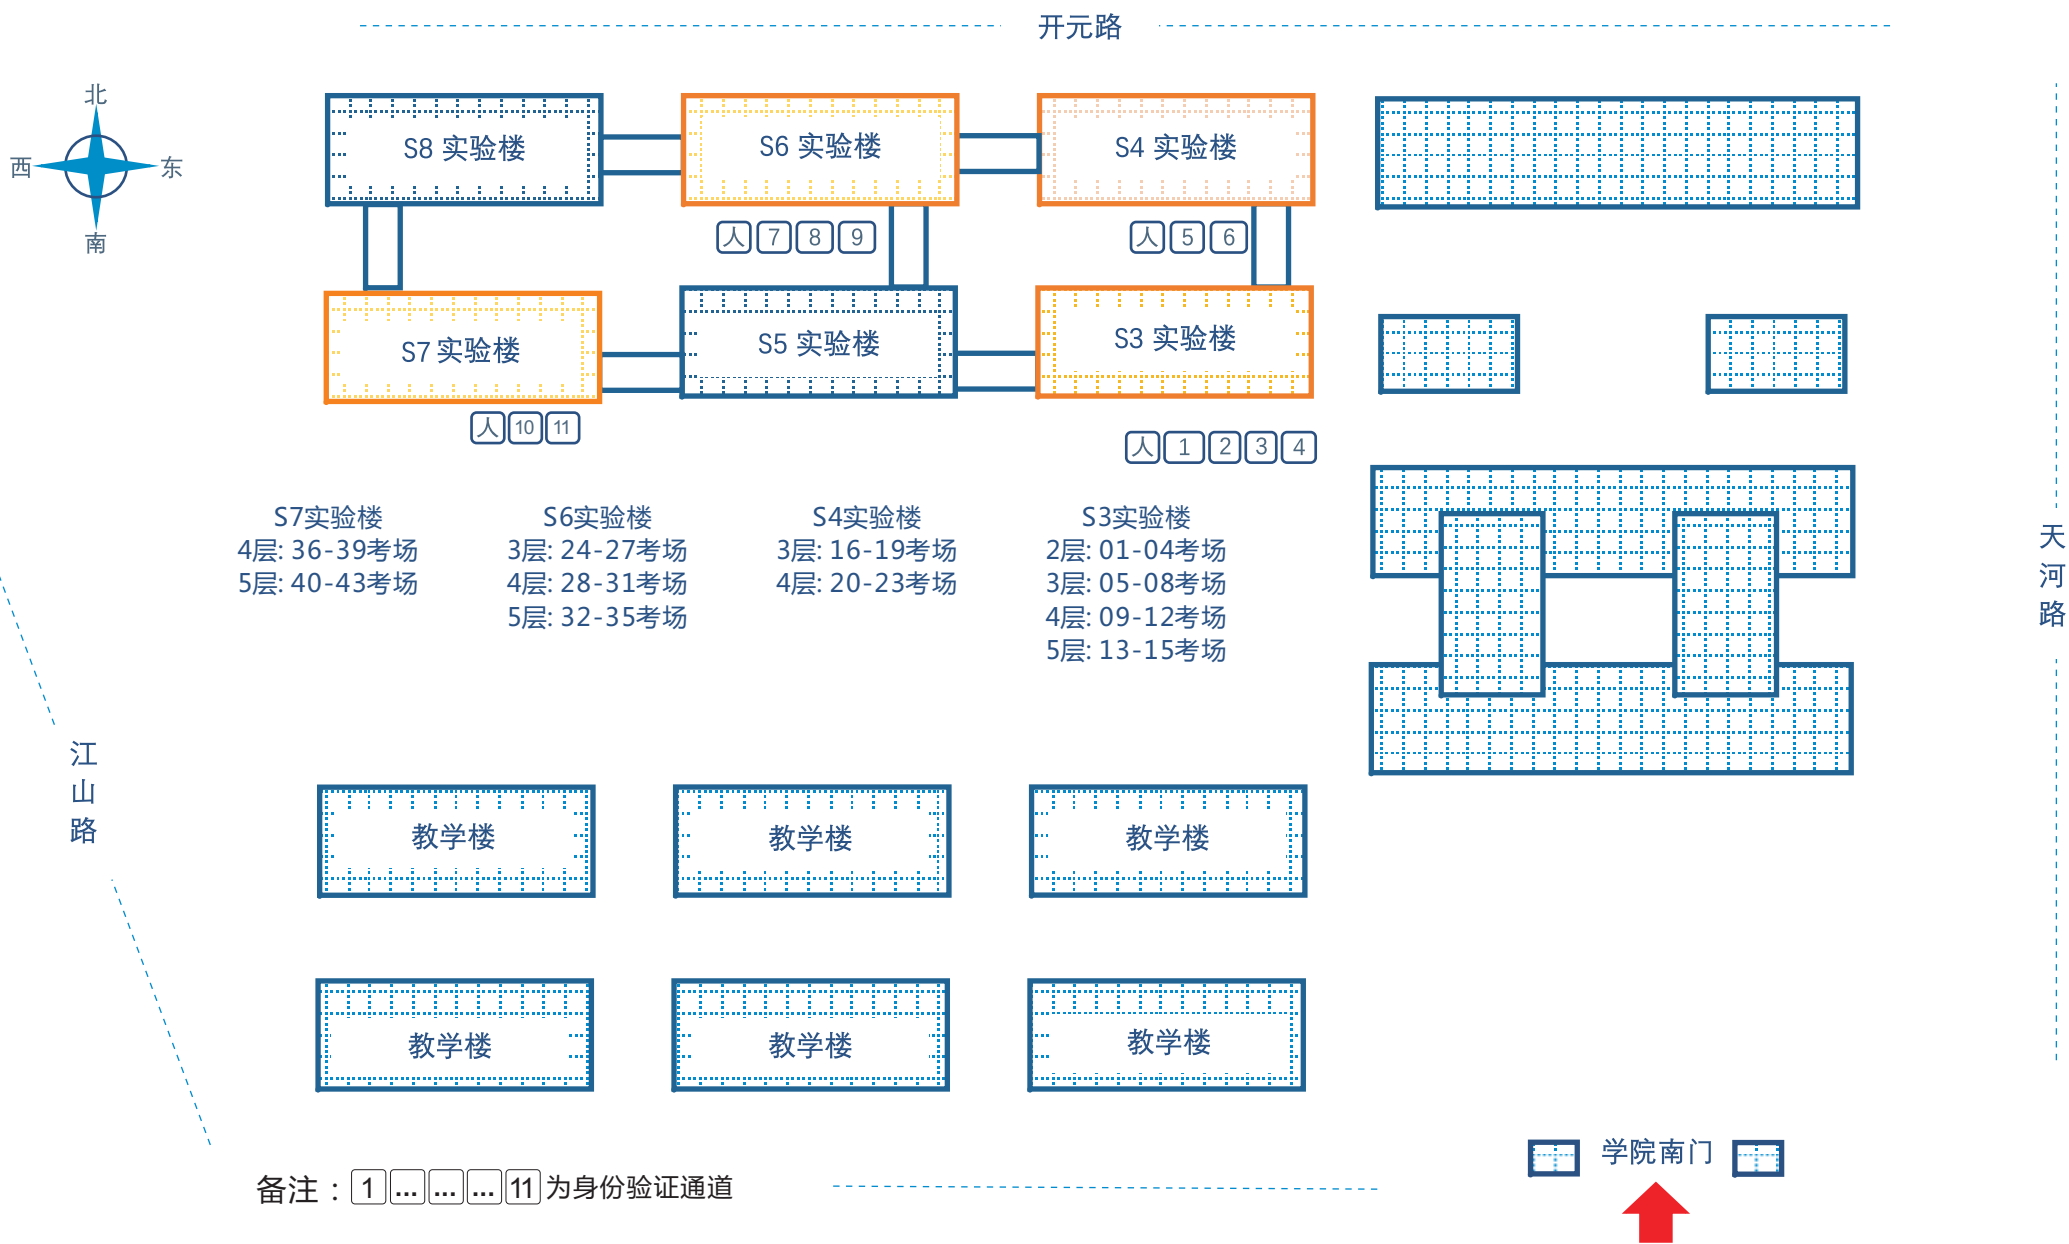 开元路
北
西
东
南
S8 实验楼
S6 实验楼
S4 实验楼
人 7 8 9
人 5 6
S7 实验楼
S5 实验楼
S3 实验楼
人 10 11
人 1 2 3 4
S7实验楼
4层: 36-39考场
5层: 40-43考场
S6实验楼
3层: 24-27考场
4层: 28-31考场
5层: 32-35考场
S4实验楼
3层: 16-19考场
4层: 20-23考场
S3实验楼
2层: 01-04考场
3层: 05-08考场
4层: 09-12考场
5层: 13-15考场
天河路
江山路
教学楼
教学楼
教学楼
教学楼
教学楼
教学楼
学院南门
备注：1 ... ... ... 11 为身份验证通道